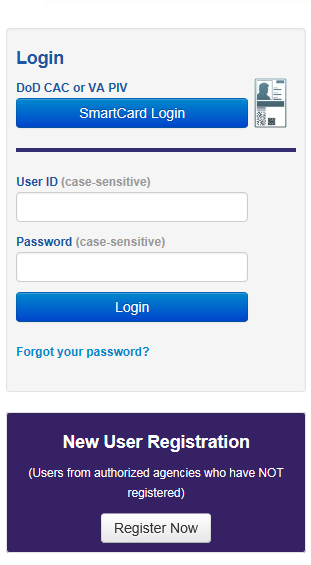 Login
DoD CAC or VA PIV
SmartCard Login
User ID (case-sensitive)
Password (case-sensitive)
Login
Forgot your password?
New User Registration
(Users from authorized agencies who have NOT
registered)
Register Now